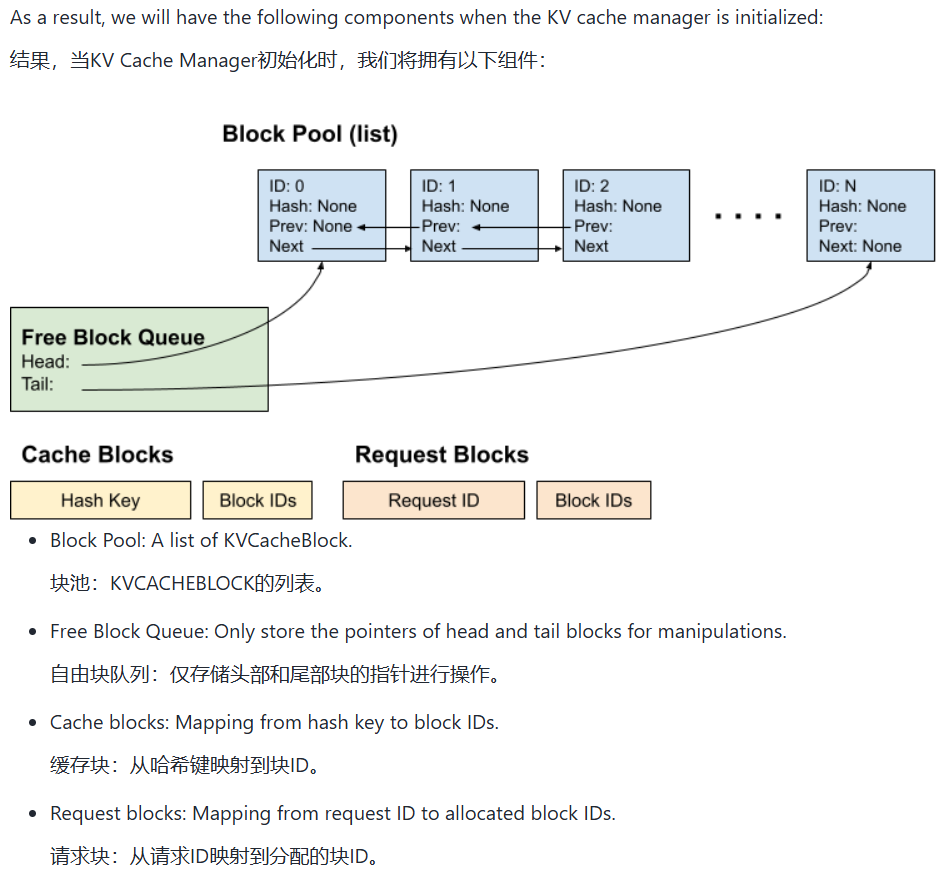 As a result, we will have the following components when the KV cache manager is initialized:
结果，当KV Cache Manager初始化时，我们将拥有以下组件：
Block Pool (list)
ID: 0
Hash: None
Prev: None
Next
ID: 1
Hash: None
Prev:
Next
ID: 2
Hash: None
Prev:
Next
ID: N
Hash: None
Prev:
Next: None
Free Block Queue
Head:
Tail:
Cache Blocks
Request Blocks
Hash Key
Block IDs
Request ID
Block IDs
• Block Pool: A list of KVCacheBlock.
块池：KVCACHEBLOCK的列表。
• Free Block Queue: Only store the pointers of head and tail blocks for manipulations.
自由块队列：仅存储头部和尾部块的指针进行操作。
• Cache blocks: Mapping from hash key to block IDs.
缓存块：从哈希键映射到块ID。
• Request blocks: Mapping from request ID to allocated block IDs.
请求块：从请求ID映射到分配的块ID。